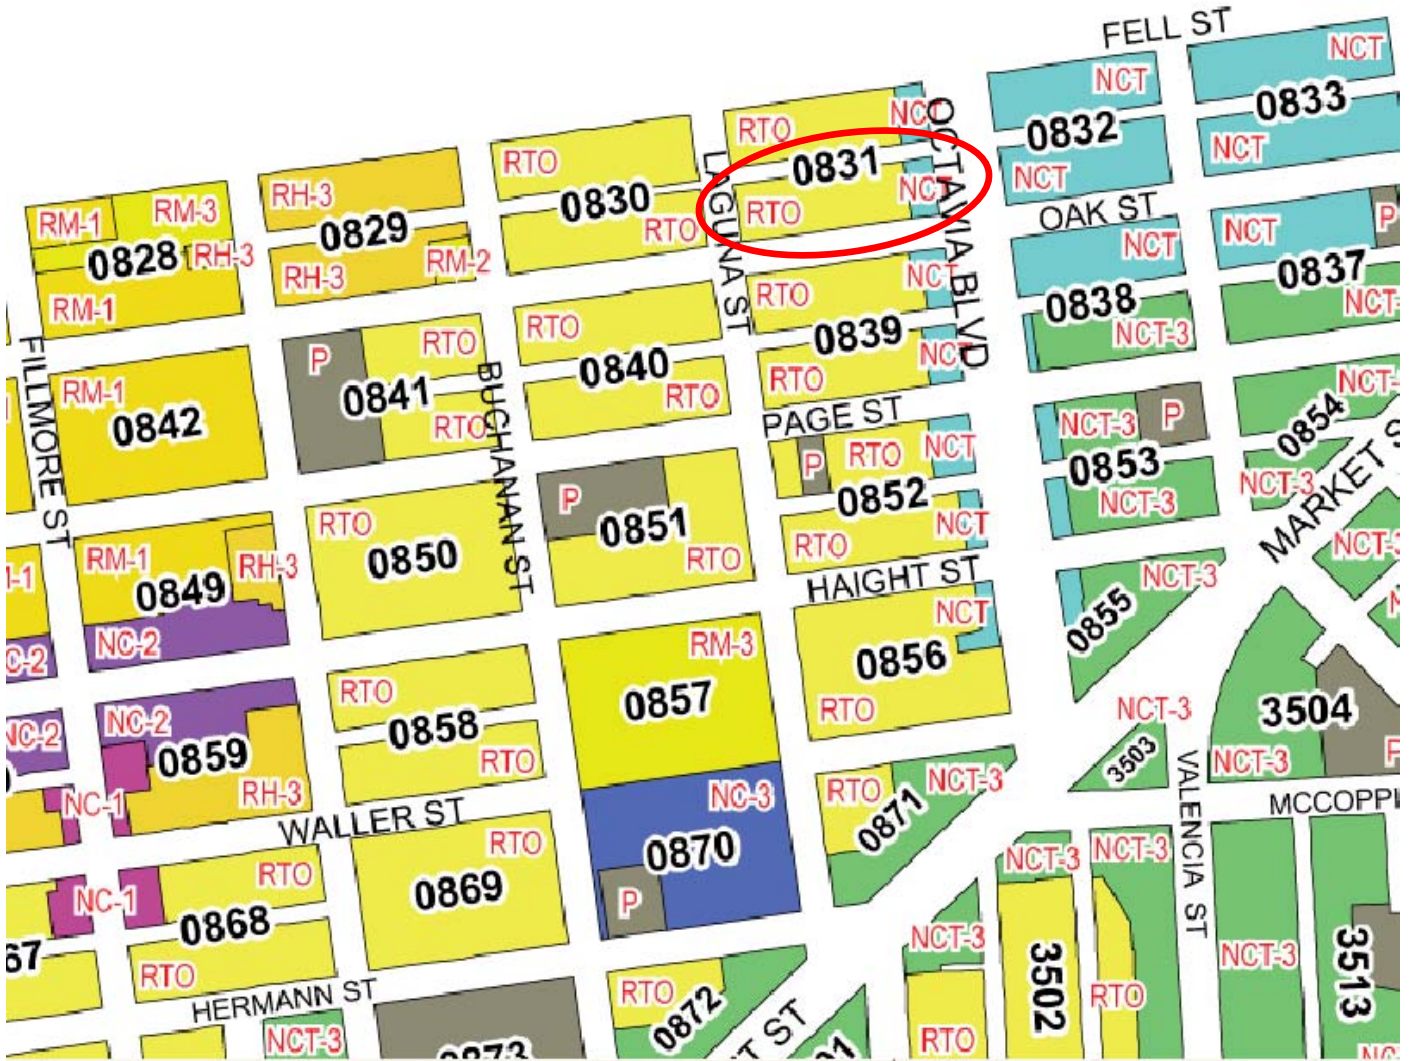 FELL ST
NCT
NCT
0833
NCT
0832
NCT
NCT
OCTAVIA BLVD
NCT
RTO
0831
NCT
RTO
LAGUNA ST
RTO
0830
RTO
RH-3
0829
RH-3
RM-2
RM-1
RM-3
0828
RH-3
RM-1
OAK ST
P
NCT
NCT
0837
0838
NCT-3
NCT
RTO
0839
NCT
RTO
RTO
0840
RTO
P
RTO
0841
RTO
BUCHANAN ST
FILLMORE ST
RM-1
0842
PAGE ST
NCT-3
P
0853
NCT-3
0854
NCT-3
MARKET S
P
RTO
NCT
0852
RTO
NCT
P
0851
RTO
RTO
0850
RM-1
0849
RH-3
NC-2
HAIGHT ST
NCT-3
0855
NCT
0856
RTO
RM-3
0857
RTO
0858
RTO
NC-2
0859
RH-3
NC-1
NCT-3
3503
VALENCIA ST
3504
NCT-3
MCCOPPI
NC-3
0870
P
RTO
NCT-3
0871
WALLER ST
RTO
0869
RTO
0868
RTO
NC-1
67
NCT-3
NCT-3
NCT-3
3502
RTO
NCT-3
3513
RTO
HERMANN ST
NCT-3
RTO
0872
T ST
RTO